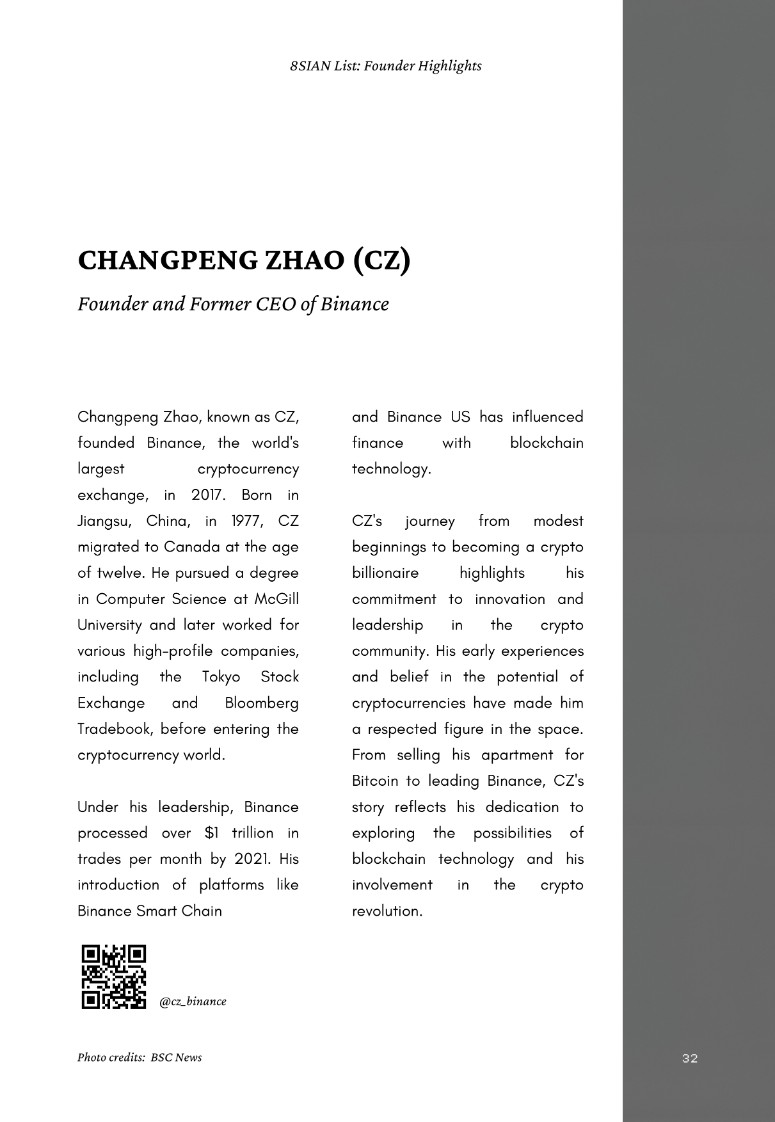 8SIAN List: Founder Highlights
CHANGPENG ZHAO (CZ)
Founder and Former CEO of Binance
Changpeng Zhao, known as CZ,
founded Binance, the world's
largest cryptocurrency
exchange, in 2017. Born in
Jiangsu, China, in 1977, CZ
migrated to Canada at the age
of twelve. He pursued a degree
in Computer Science at McGill
University and later worked for
various high-profile companies,
including the Tokyo Stock
Exchange and Bloomberg
Tradebook, before entering the
cryptocurrency world.
Under his leadership, Binance
processed over $1 trillion in
trades per month by 2021. His
introduction of platforms like
Binance Smart Chain
and Binance US has influenced
finance with blockchain
technology.
CZ's journey from modest
beginnings to becoming a crypto
billionaire highlights his
commitment to innovation and
leadership in the crypto
community. His early experiences
and belief in the potential of
cryptocurrencies have made him
a respected figure in the space.
From selling his apartment for
Bitcoin to leading Binance, CZ's
story reflects his dedication to
exploring the possibilities of
blockchain technology and his
involvement in the crypto
revolution.
@cz_binance
Photo credits: BSC News
32